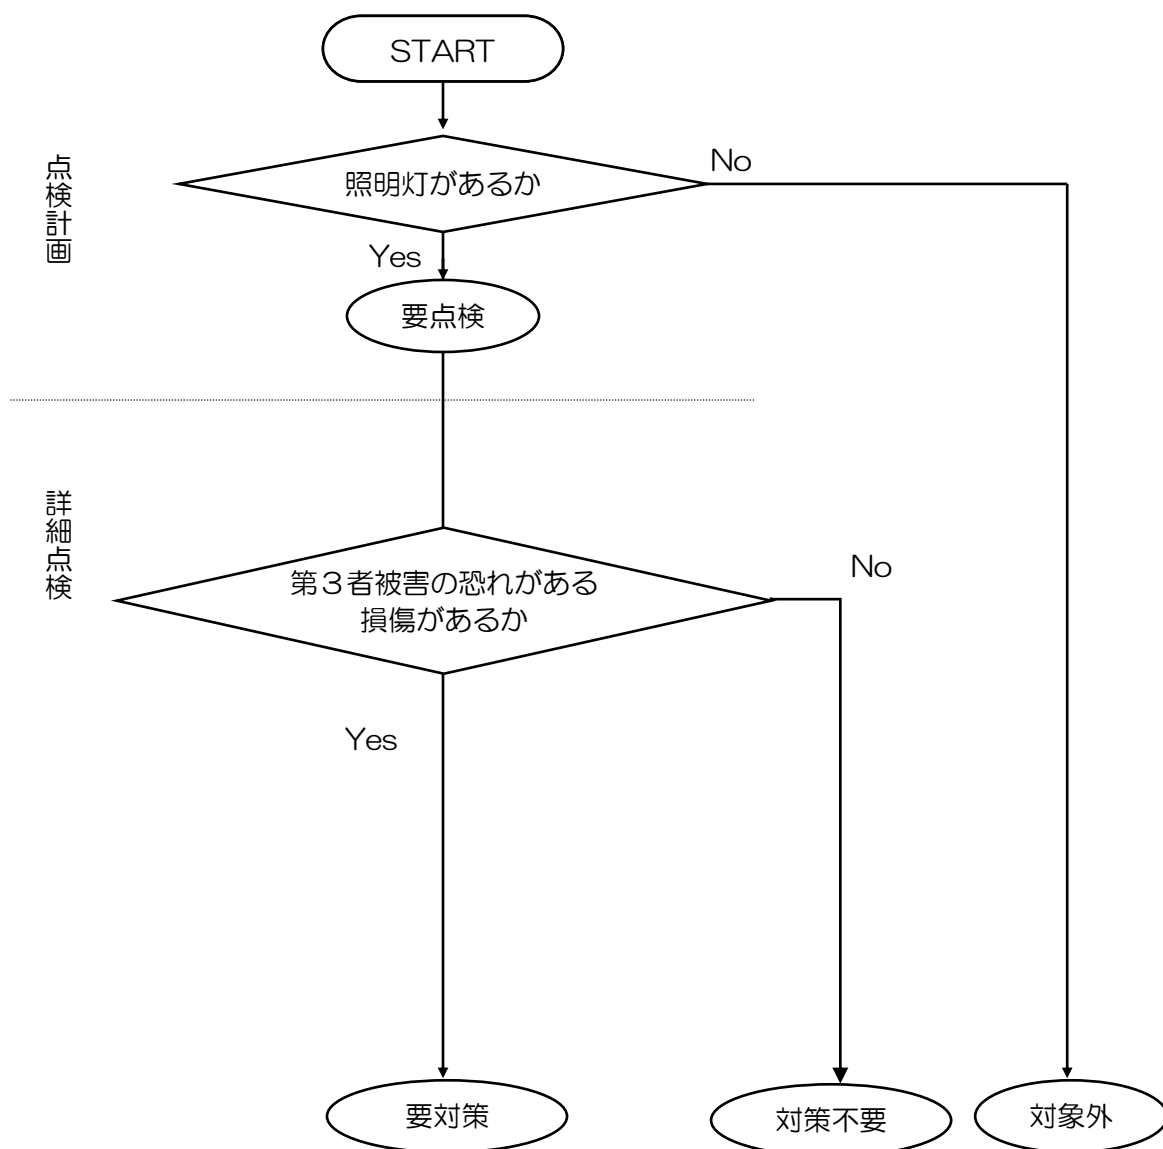 START
照明灯があるか
No
点検計画
Yes
要点検
詳細点検
第３者被害の恐れがある
損傷があるか
No
Yes
要対策
対策不要
対象外